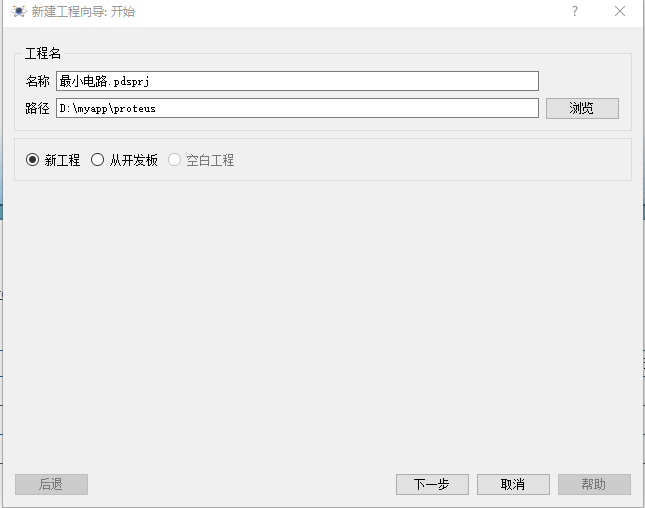 新建工程向导: 开始
?
工程名
名称 最小电路.pdsprj
路径 D:\myapp\proteus 浏览
新工程 从开发板 空白工程
后退 下一步 取消 帮助